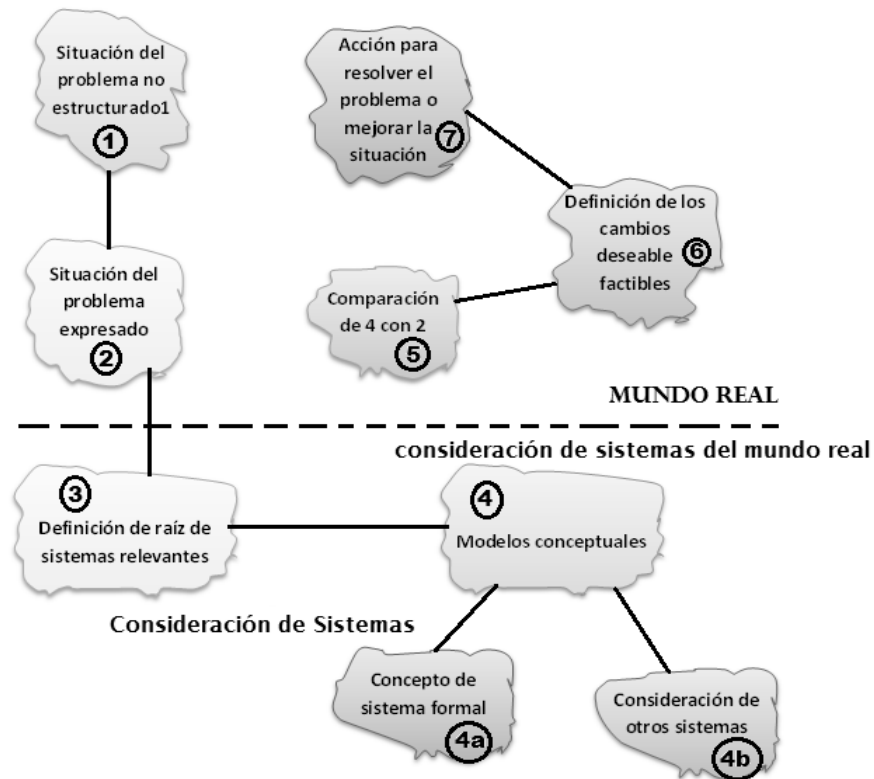 Situación del
problema no
estructurado1
1
Situación del
problema
expresado
2
Acción para
resolver el
problema o
mejorar la
situación
7
Definición de los
cambios
deseable
factibles
6
Comparación
de 4 con 2
5
MUNDO REAL
consideración de sistemas del mundo real
3
Definición de raíz de
sistemas relevantes
4
Modelos conceptuales
Consideración de Sistemas
Concepto de
sistema formal
4a
Consideración de
otros sistemas
4b